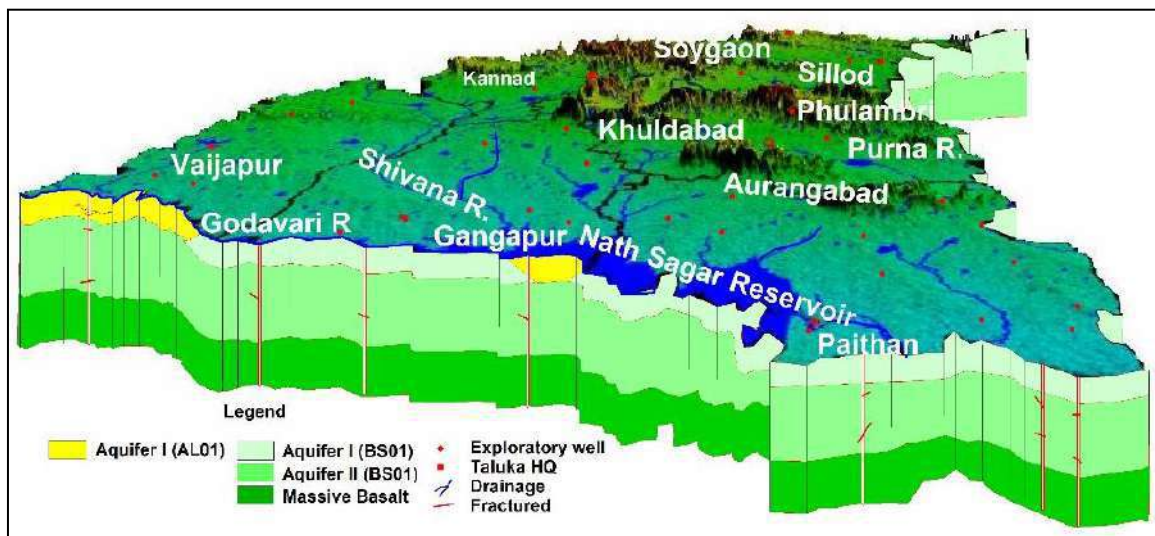 Soygaon
Kannad
Sillod
Phulambri
Khuldabad
Purna R.
Vaijapur
Shivana R.
Aurangabad
Godavari R
Gangapur
Nath Sagar Reservoir
Paithan
Legend
Aquifer I (AL01)
Aquifer I (BS01)
Aquifer II (BS01)
Massive Basalt
Exploratory well
Taluka HQ
Drainage
Fractured